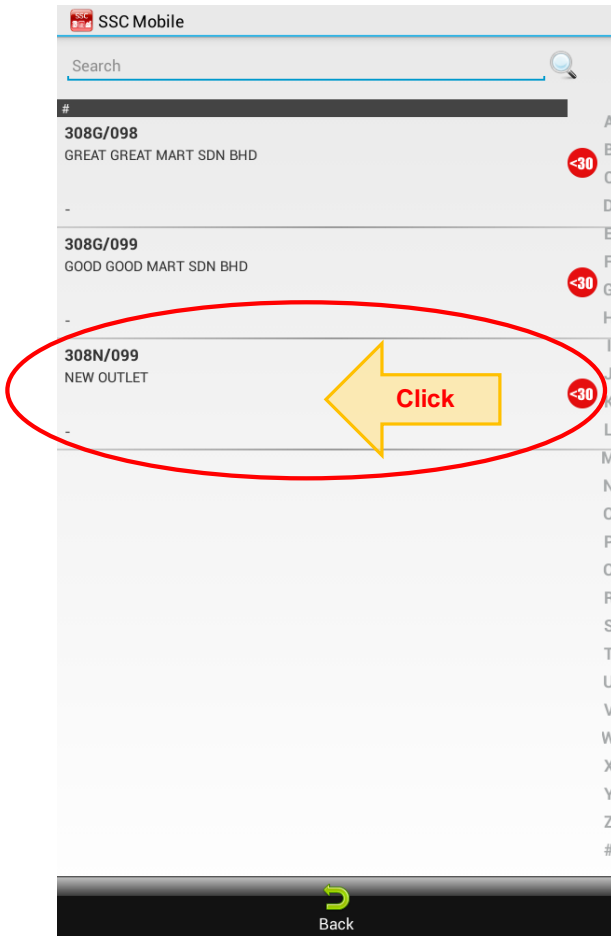 SSC Mobile
Search
#
308G/098
GREAT GREAT MART SDN BHD
<30
-
308G/099
GOOD GOOD MART SDN BHD
<30
-
308N/099
NEW OUTLET
Click
<30
-
A
B
C
D
E
F
G
H
I
J
K
L
M
N
O
P
Q
R
S
T
U
V
W
X
Y
Z
#
Back